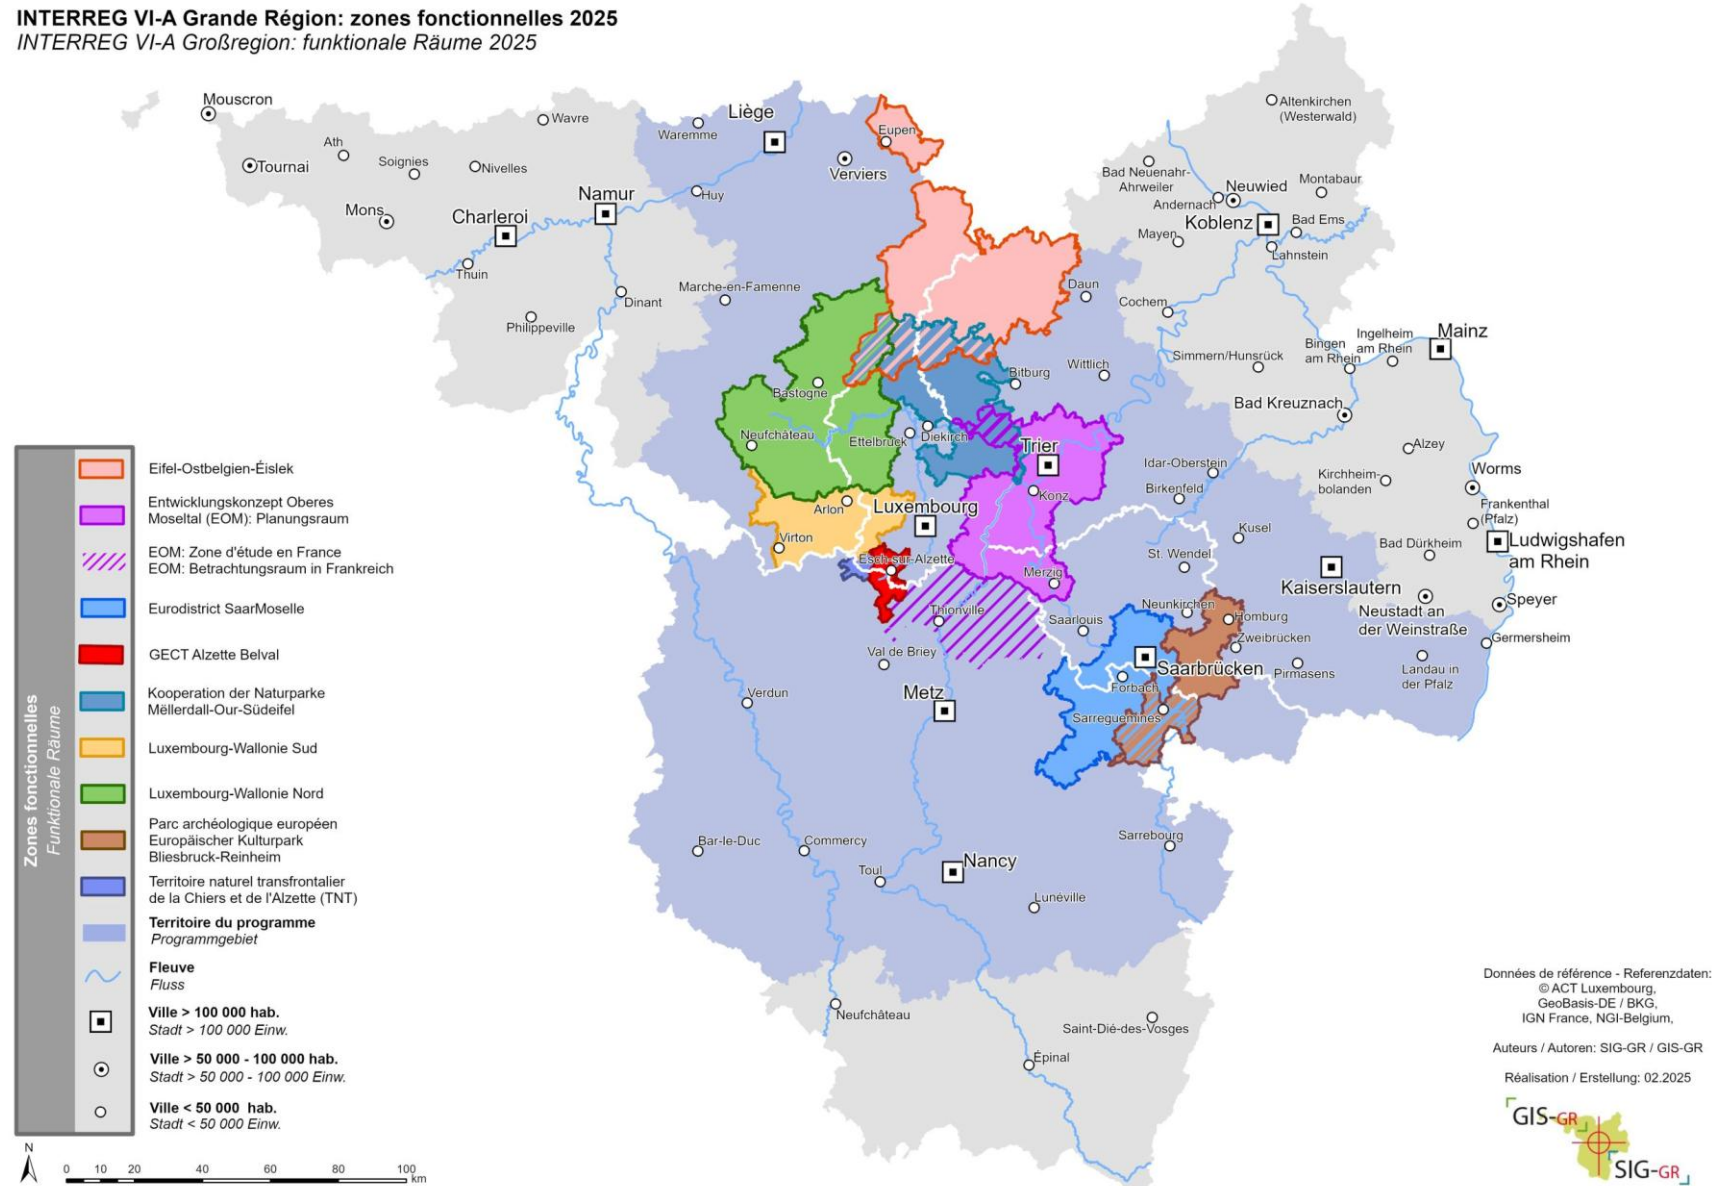 INTERREG VI-A Grande Région: zones fonctionnelles 2025
INTERREG VI-A Großregion: funktionale Räume 2025
Mouscron
Tournai
Ath
Soignies
Mons
Wavre
Nivelles
Charleroi
Namur
Thuin
Dinant
Philippeville
Waremme
Liège
Huy
Verviers
Eupen
Marche-en-Famenne
Bastogne
Neufchâteau
Ettelbruck
Diekirch
Arlon
Virton
Luxembourg
Esch-sur-Alzette
Altenkirchen
(Westerwald)
Bad Neuenahr-
Ahrweiler
Neuwied
Andernach
Montabaur
Koblenz
Bad Ems
Mayen
Lahnstein
Daun
Cochem
Simmern/Hunsrück
Bingen
am Rhein
Ingelheim
am Rhein
Mainz
Bitburg
Wittlich
Bad Kreuznach
Trier
Konz
Idar-Oberstein
Birkenfeld
Alzey
Kirchheim-
bolanden
Worms
Frankenthal
(Pfalz)
Ludwigshafen
am Rhein
Kusel
Bad Dürkheim
St. Wendel
Kaiserslautern
Merzig
Neunkirchen
Neustadt an
der Weinstraße
Speyer
Homburg
Saarlouis
Zweibrücken
Germersheim
Saarbrücken
Pirmasens
Landau in
der Pfalz
Forbach
Sarreguemines
Thionville
Val de Briey
Verdun
Metz
Bar-le-Duc
Commercy
Toul
Nancy
Lunéville
Sarrebourg
Neufchâteau
Saint-Dié-des-Vosges
Épinal
Zones fonctionnelles
Funktionale Räume
Eifel-Ostbelgien-Éislek
Entwicklungskonzept Oberes
Moseltal (EOM): Planungsraum
EOM: Zone d'étude en France
EOM: Betrachtungsraum in Frankreich
Eurodistrict SaarMoselle
GECT Alzette Belval
Kooperation der Naturparke
Mëllerdall-Our-Südeifel
Luxembourg-Wallonie Sud
Luxembourg-Wallonie Nord
Parc archéologique européen
Europäischer Kulturpark
Bliesbruck-Reinheim
Territoire naturel transfrontalier
de la Chiers et de l'Alzette (TNT)
Territoire du programme
Programmgebiet
Fleuve
Fluss
Ville > 100 000 hab.
Stadt > 100 000 Einw.
Ville > 50 000 - 100 000 hab.
Stadt > 50 000 - 100 000 Einw.
Ville < 50 000 hab.
Stadt < 50 000 Einw.
N
0 10 20 40 60 80 100
km
Données de référence - Referenzdaten:
© ACT Luxembourg,
GeoBasis-DE / BKG,
IGN France, NGI-Belgium,
Auteurs / Autoren: SIG-GR / GIS-GR
Réalisation / Erstellung: 02.2025
GIS-GR
SIG-GR